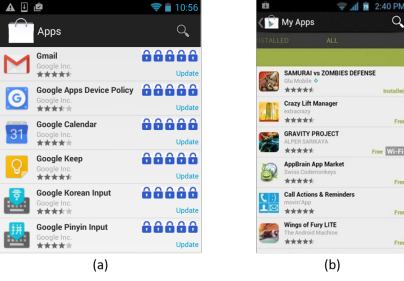 10:56
Apps
Gmail
Google Inc.
Update
Google Apps Device Policy
Google Inc.
Update
Google Calendar
Google Inc.
Update
31
Google Keep
Google Inc.
Update
Google Korean Input
Google Inc.
Update
Google Pinyin Input
Google Inc.
Update
(a)
2:40 PM
My Apps
INSTALLED ALL
SAMURAI vs ZOMBIES DEFENSE
Glu Mobile
Installed
Crazy Lift Manager
extracrazy
Free
GRAVITY PROJECT
ALPER SARIKAYA
Free Wi-Fi
AppBrain App Market
Swiss Codemonkeys
Free
Call Actions & Reminders
movinApp
Free
Wings of Fury LITE
The Android Machine
Free
(b)